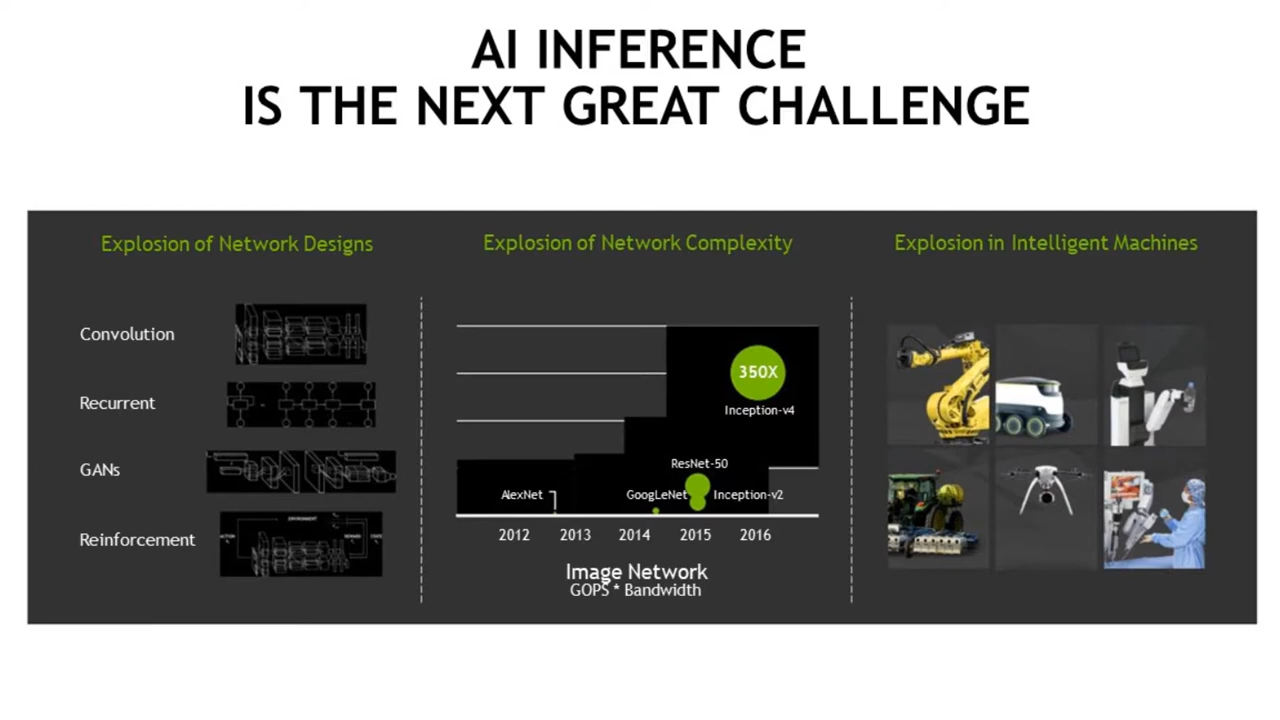 AI INFERENCE
IS THE NEXT GREAT CHALLENGE
Explosion of Network Designs
Convolution
Recurrent
GANs
Reinforcement
ENVIRONMENT
Explosion of Network Complexity
350X
Inception-v4
ResNet-50
AlexNet
GoogLeNet
Inception-v2
2012 2013 2014 2015 2016
Image Network
GOPS * Bandwidth
Explosion in Intelligent Machines